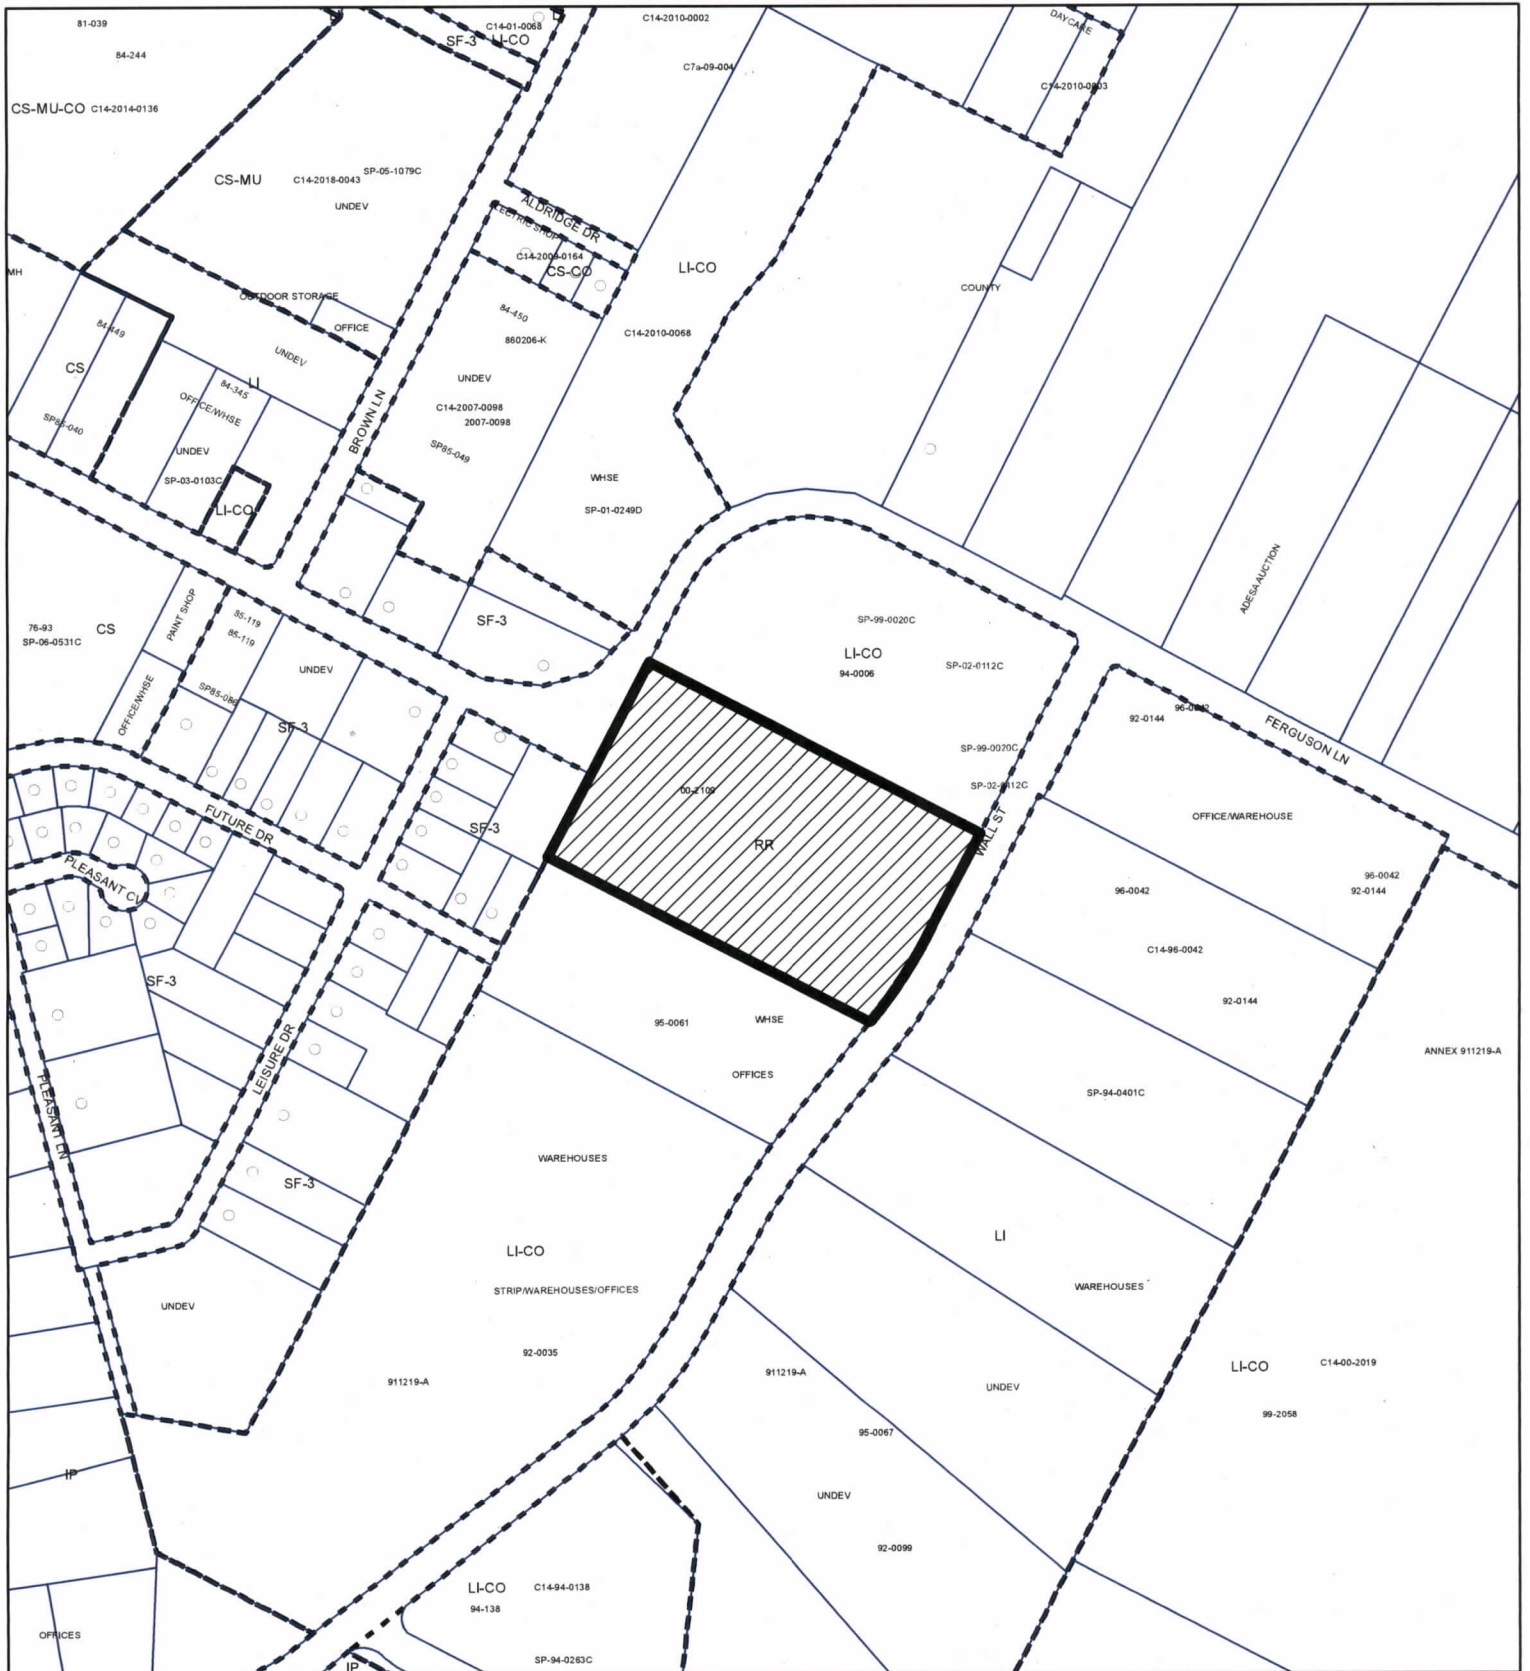 81-039
C14-01-0068
C14-2010-0002
DAYCARE
SF-3
LI-CO
84-244
C7a-09-004
C14-2010-0003
CS-MU-CO
C14-2014-0136
CS-MU
C14-2018-0043
SP-05-1079C
UNDEV
ALDRIDGE DR
ELECTRIC SHOP
C14-2009-0164
CS-CO
LI-CO
MH
COUNTY
OUTDOOR STORAGE
OFFICE
84-450
860206-K
C14-2010-0068
84-449
UNDEV
CS
LI
84-345
OFFICE/WHSE
UNDEV
C14-2007-0098
2007-0098
BROWN LN
SP85-040
UNDEV
SP85-049
SP-03-0103C
LI-CO
WHSE
SP-01-0249D
ADESA AUCTION
PAINT SHOP
85-119
85-119
76-93
SP-06-0531C
CS
SF-3
SP-99-0020C
LI-CO
94-0006
SP-02-0112C
UNDEV
SP85-086
OFFICE/WHSE
SF-3
96-0042
92-0144
FERGUSON LN
SP-99-0020C
SP-02-0412C
00-2109
FUTURE DR
SF-3
RR
WALL ST
OFFICE/WAREHOUSE
PLEASANT CV
96-0042
92-0144
96-0042
C14-96-0042
SF-3
92-0144
95-0061
WHSE
LEISURE DR
ANNEX 911219-A
OFFICES
SP-94-0401C
PLEASANT LN
WAREHOUSES
SF-3
LI
LI-CO
STRIP/WAREHOUSES/OFFICES
WAREHOUSES
UNDEV
92-0035
911219-A
911219-A
UNDEV
LI-CO
C14-00-2019
99-2058
95-0067
IP
UNDEV
92-0099
LI-CO
C14-94-0138
94-138
OFFICES
SP-94-0263C
IP